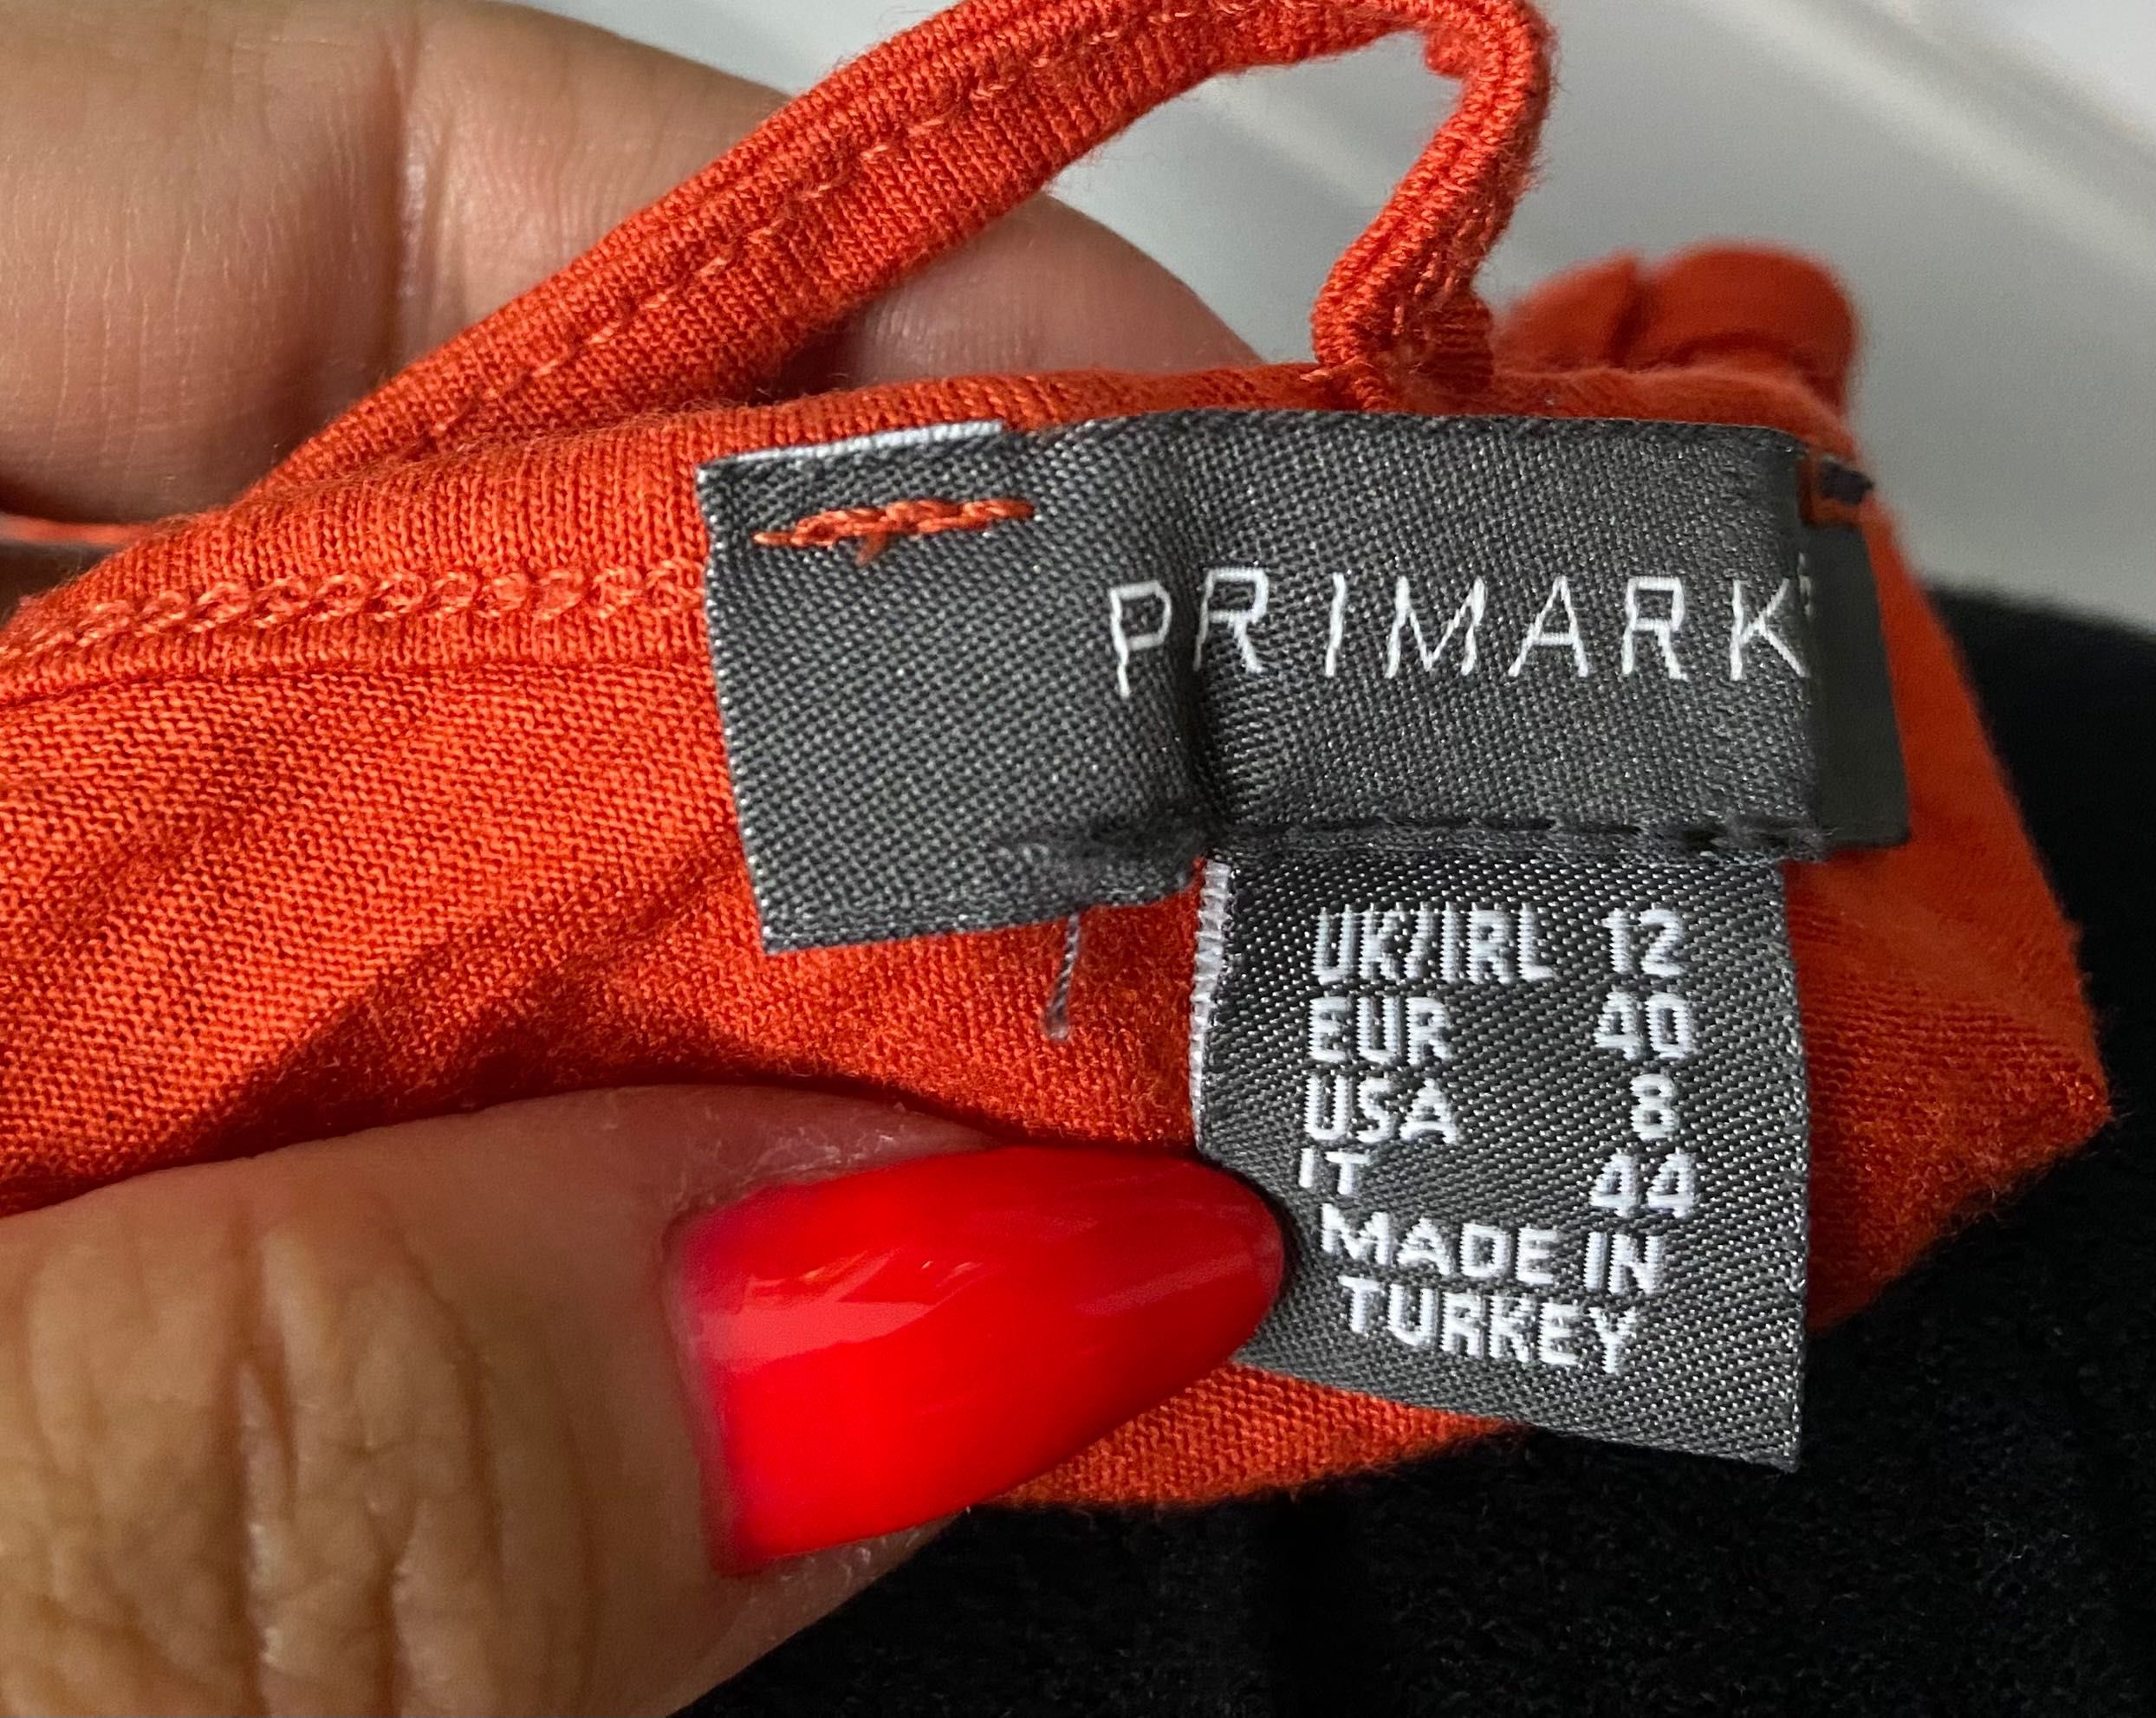 PRIMARK
UK/IRL 12
EUR 40
USA 8
IT 44
MADE IN
TURKEY